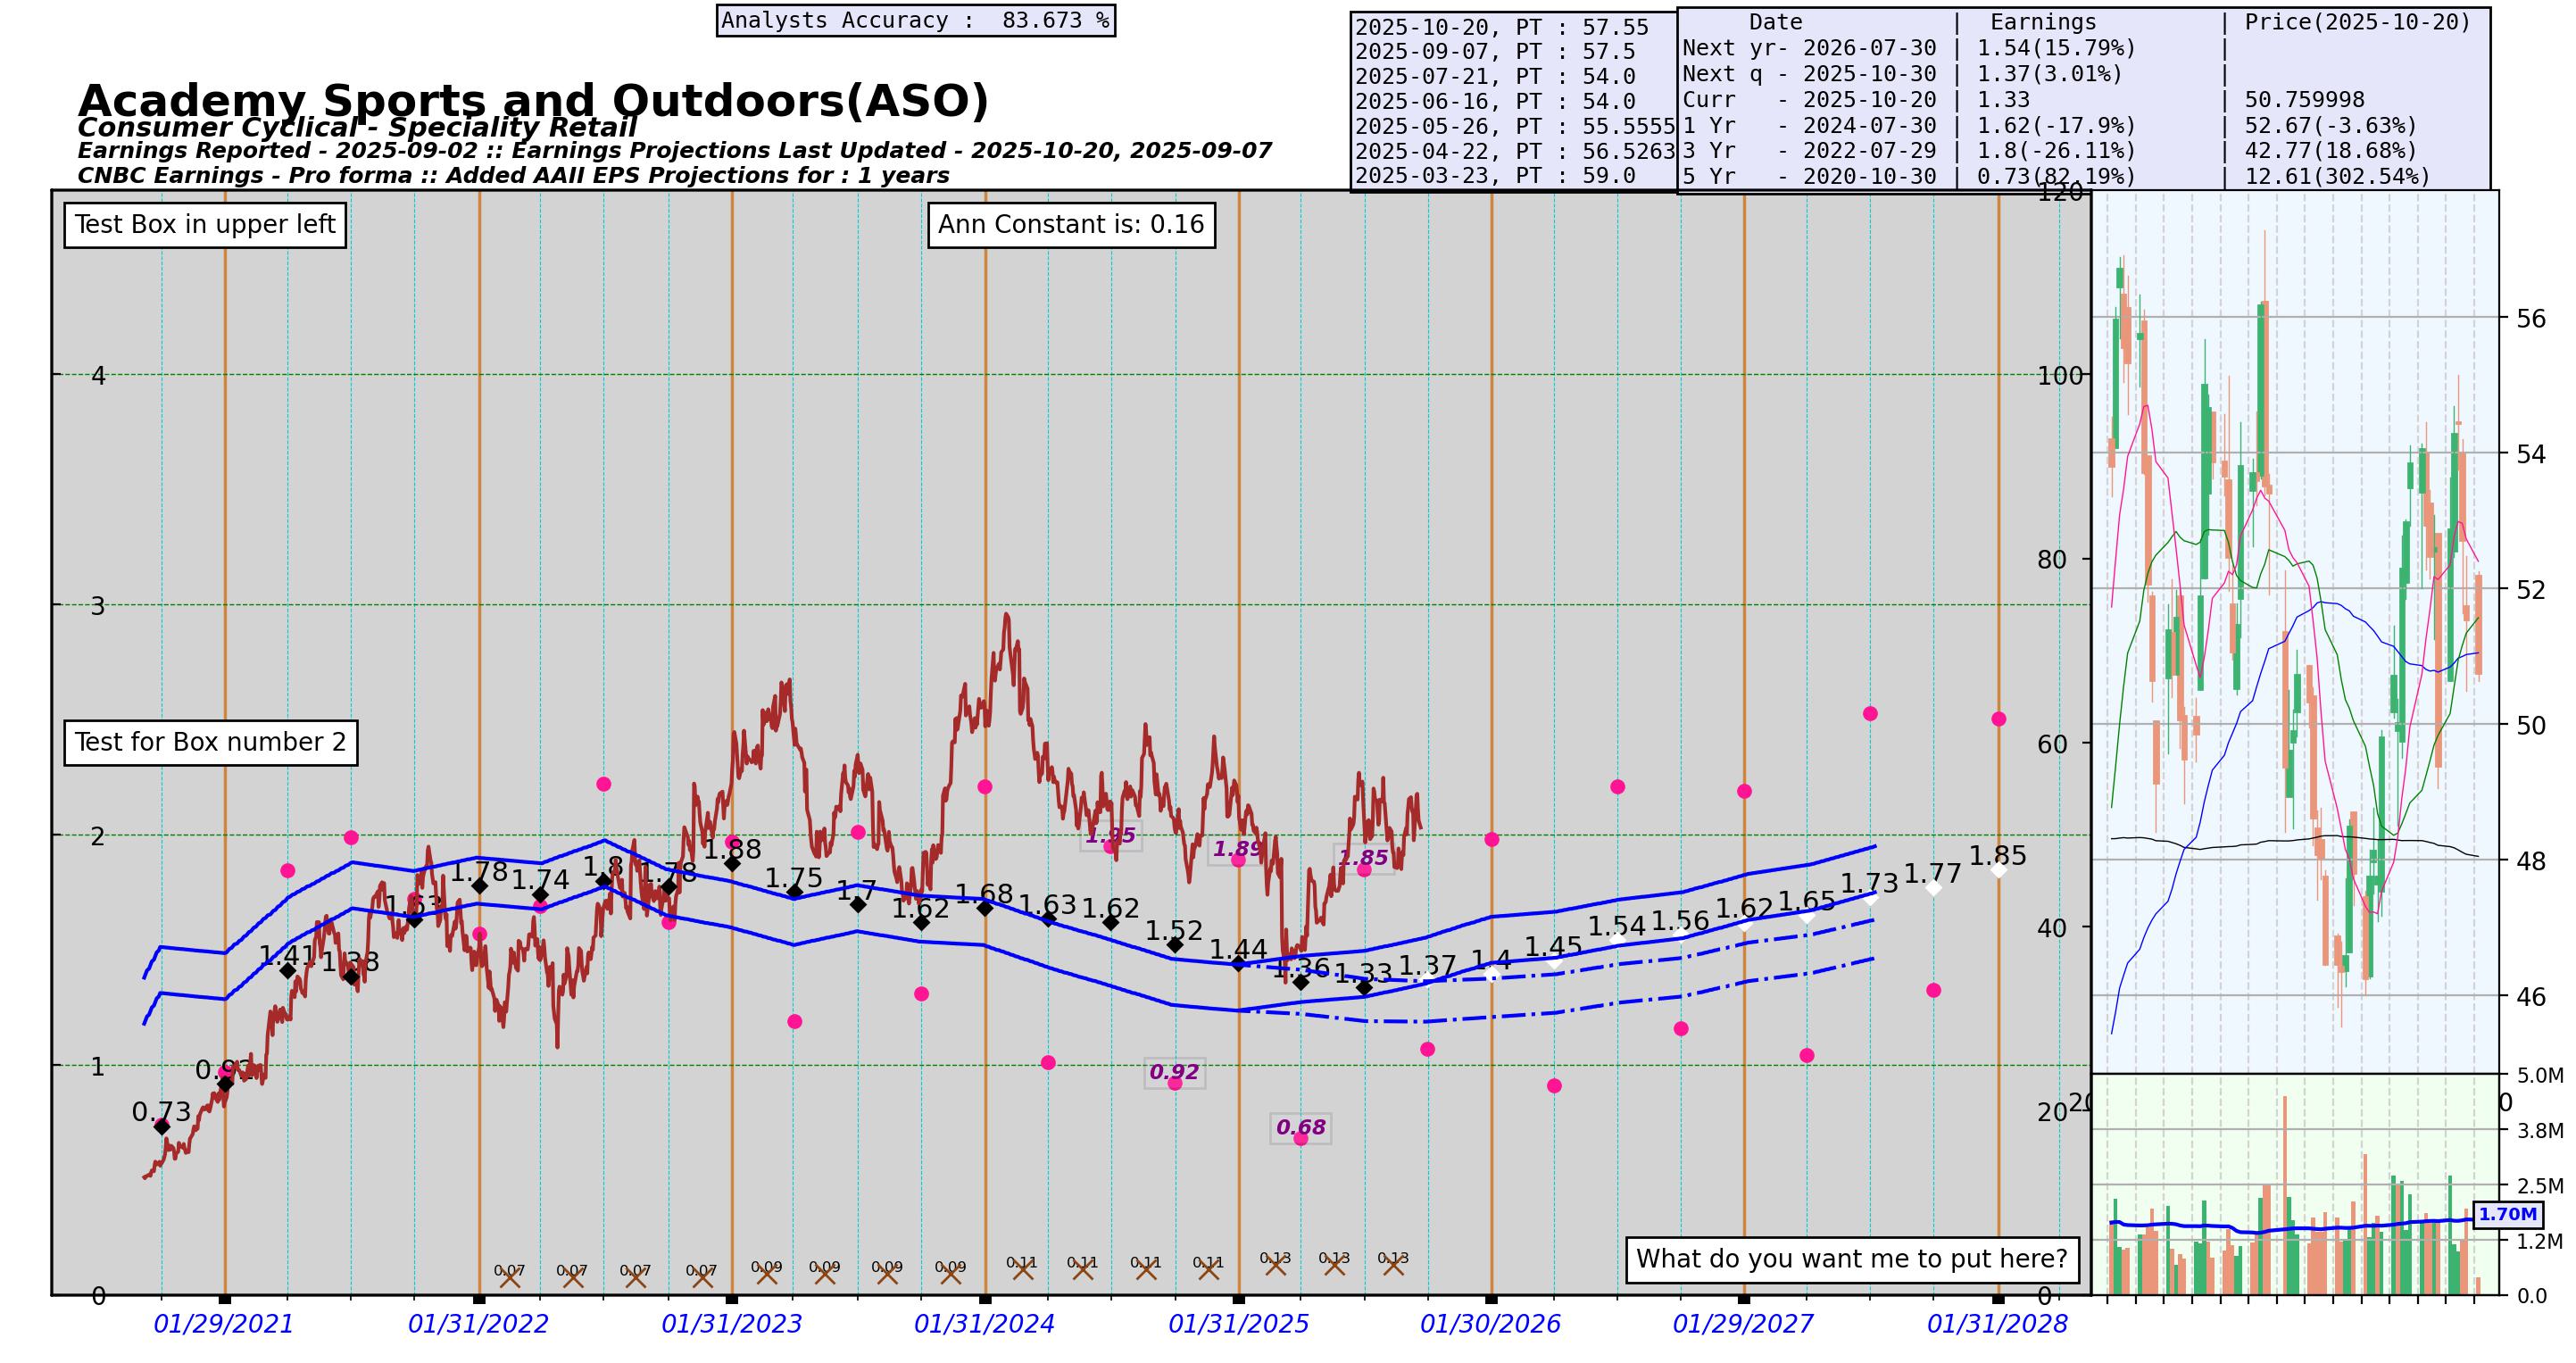 Analysts Accuracy :  83.673 %
2025-10-20, PT : 57.55
2025-09-07, PT : 57.5
2025-07-21, PT : 54.0
2025-06-16, PT : 54.0
2025-05-26, PT : 55.5555
2025-04-22, PT : 56.5263
2025-03-23, PT : 59.0
Date | Earnings | Price(2025-10-20)
Next yr- 2026-07-30 | 1.54(15.79%) |
Next q - 2025-10-30 | 1.37(3.01%) |
Curr - 2025-10-20 | 1.33 | 50.759998
1 Yr - 2024-07-30 | 1.62(-17.9%) | 52.67(-3.63%)
3 Yr - 2022-07-29 | 1.8(-26.11%) | 42.77(18.68%)
5 Yr - 2020-10-30 | 0.73(82.19%) | 12.61(302.54%)
Academy Sports and Outdoors(ASO)
Consumer Cyclical - Speciality Retail
Earnings Reported - 2025-09-02 :: Earnings Projections Last Updated - 2025-10-20, 2025-09-07
CNBC Earnings - Pro forma :: Added AAII EPS Projections for : 1 years
Test Box in upper left
Ann Constant is: 0.16
Test for Box number 2
What do you want me to put here?
4
3
2
1
0
120
100
80
60
40
20
0
0.73
1.41
1.38
1.78
1.74
1.8
1.78
1.88
1.75
1.7
1.62
1.68
1.63
1.62
1.52
1.44
1.36
1.33
1.37
1.4
1.45
1.54
1.56
1.62
1.65
1.73
1.77
1.85
1.95
0.92
1.89
0.68
1.85
0.07
0.07
0.07
0.07
0.09
0.09
0.09
0.09
0.11
0.11
0.11
0.11
0.13
0.13
0.13
01/29/2021
01/31/2022
01/31/2023
01/31/2024
01/31/2025
01/30/2026
01/29/2027
01/31/2028
56
54
52
50
48
46
5.0M
3.8M
2.5M
1.70M
1.2M
0.0